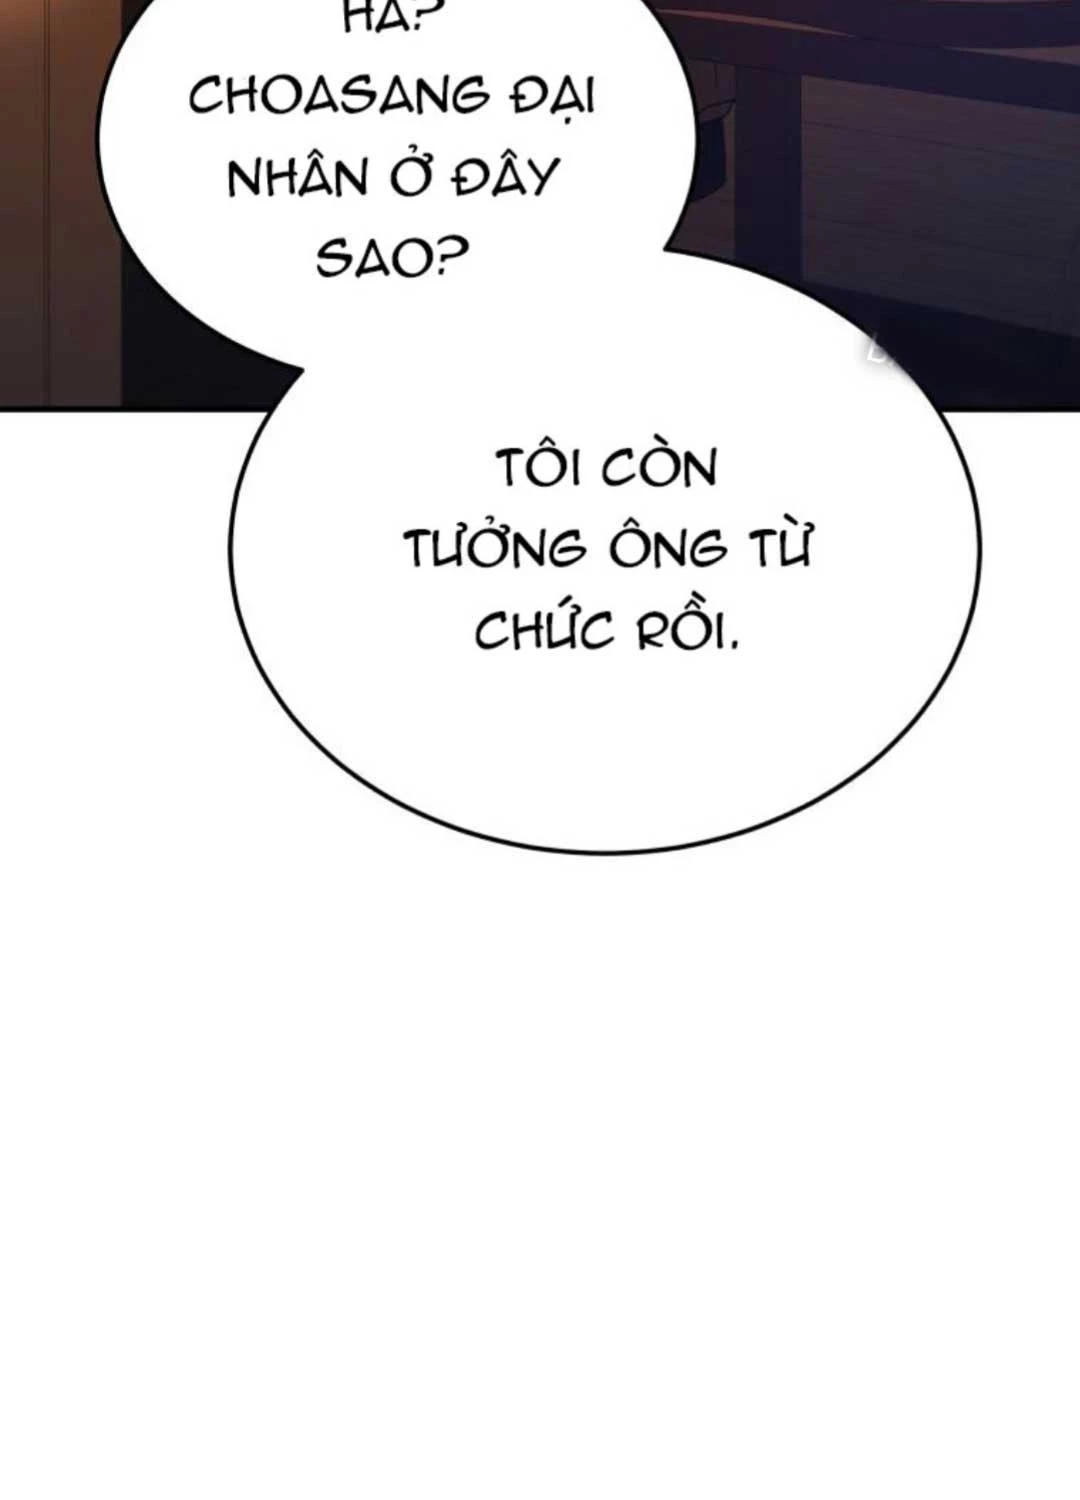 HẢ?
CHOASANG ĐẠI
NHÂN Ở ĐÂY
SAO?
TÔI CÒN
TƯỞNG ÔNG TỪ
CHỨC RỒI.